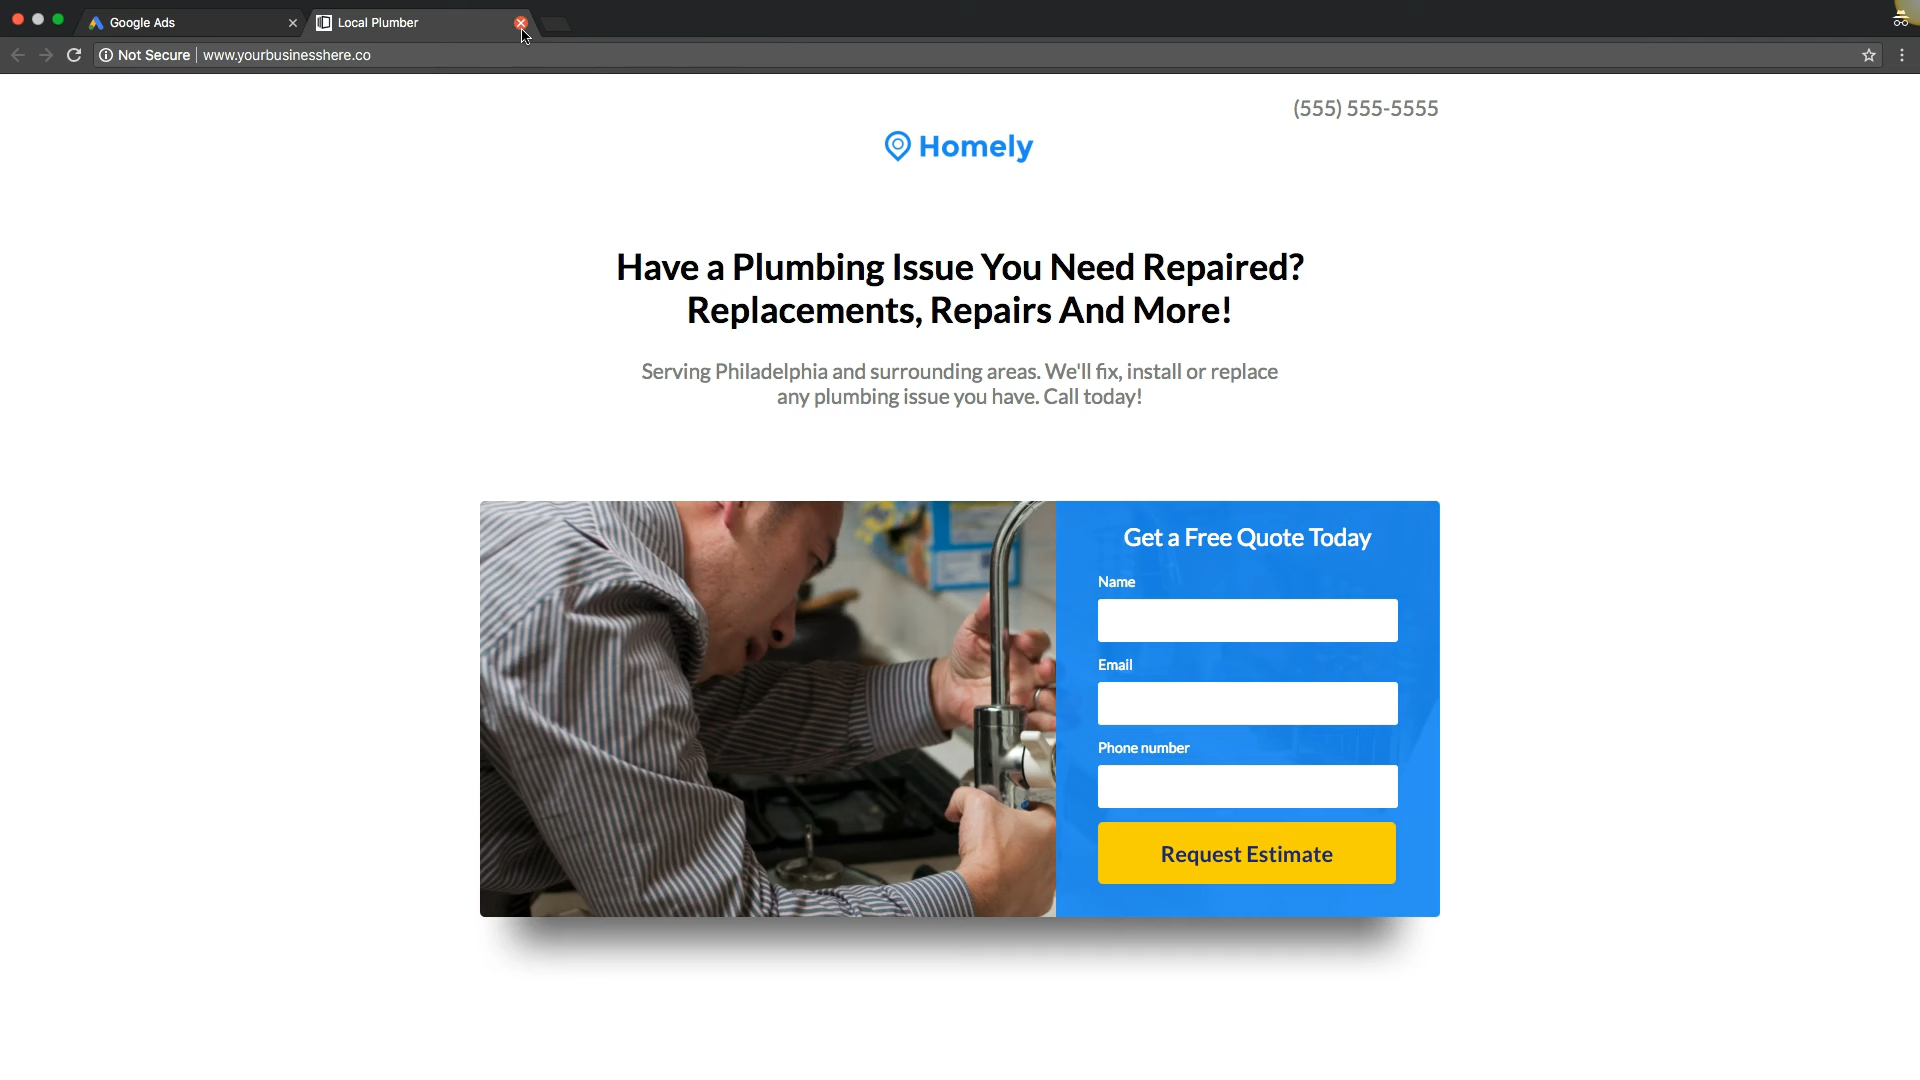 Google Ads
Local Plumber
Not Secure
www.yourbusinesshere.co
(555) 555-5555
Homely
Have a Plumbing Issue You Need Repaired?
Replacements, Repairs And More!
Serving Philadelphia and surrounding areas. We'll fix, install or replace
any plumbing issue you have. Call today!
Get a Free Quote Today
Name
Email
Phone number
Request Estimate